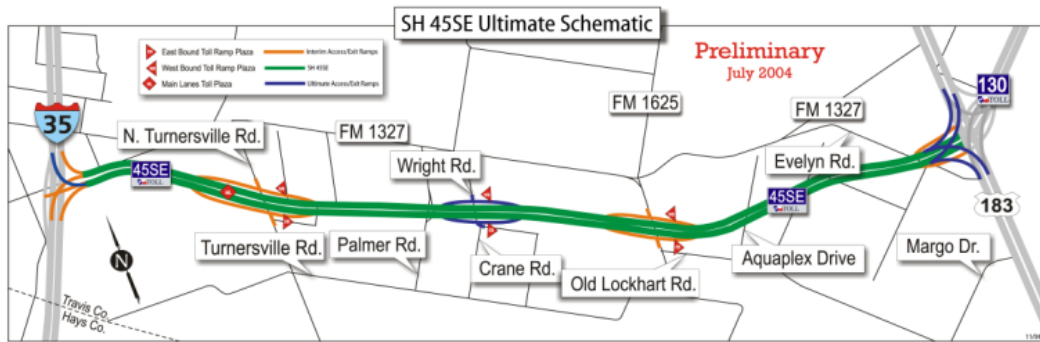 SH 45SE Ultimate Schematic
East Bound Toll Ramp Plaza
Interim Access/Exit Ramps
West Bound Toll Ramp Plaza
SH 45SE
Main Lanes Toll Plaza
Ultimate Access/Exit Ramps
Preliminary
July 2004
130
TOLL
35
N. Turnersville Rd.
FM 1327
FM 1625
FM 1327
Wright Rd.
Evelyn Rd.
45SE
TOLL
45SE
TOLL
183
Turnersville Rd.
Palmer Rd.
Crane Rd.
Old Lockhart Rd.
Aquaplex Drive
Margo Dr.
N
Travis Co.
Hays Co.